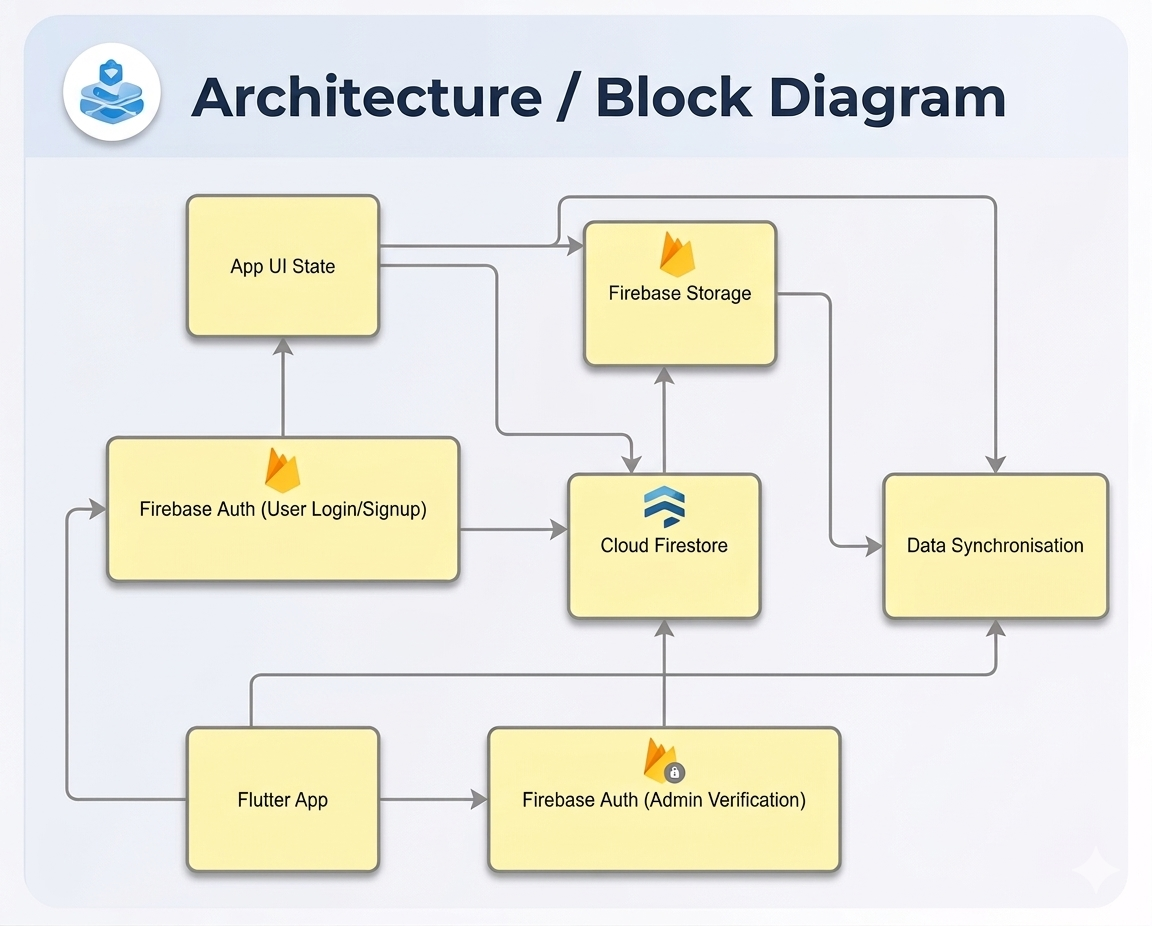 Architecture / Block Diagram
App UI State
Firebase Storage
Firebase Auth (User Login/Signup)
Cloud Firestore
Data Synchronisation
Flutter App
Firebase Auth (Admin Verification)